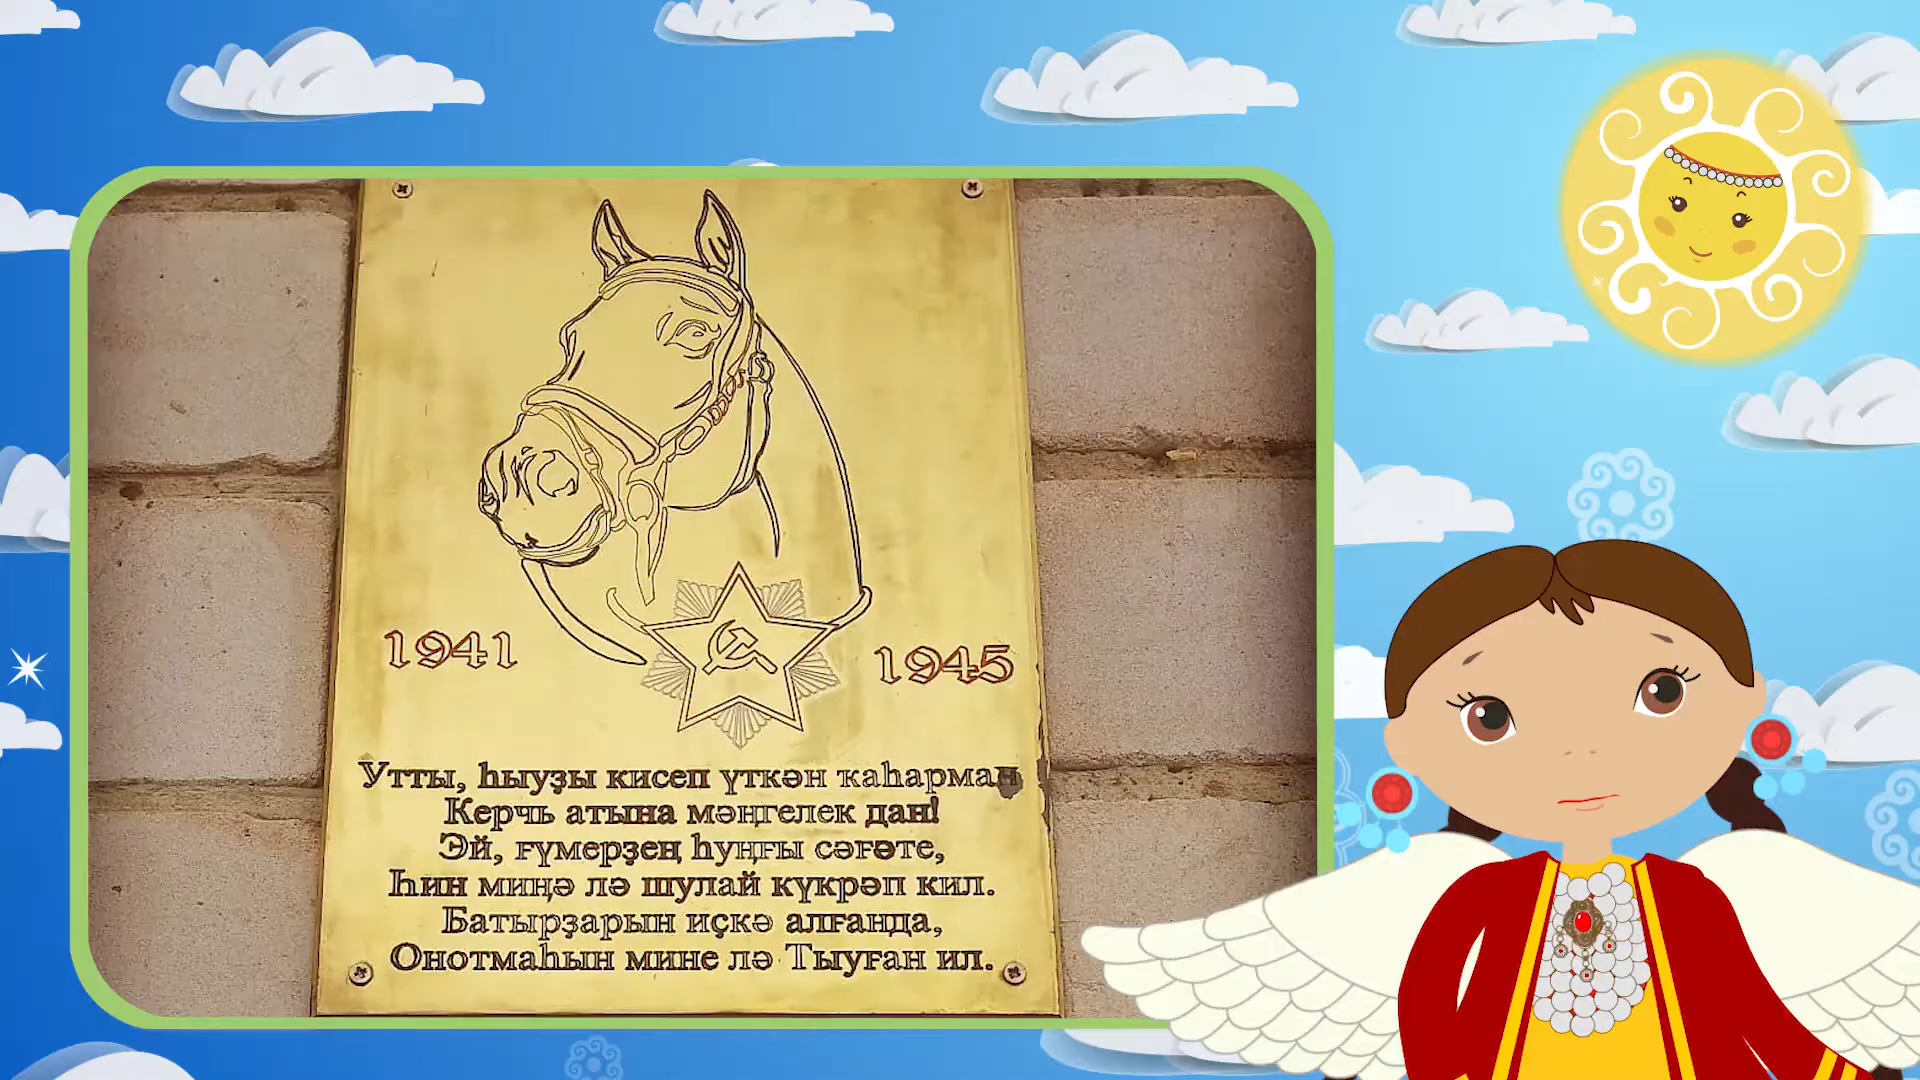 1941
1945
Утты, һыуҙы кисеп үткән ҡаһарман
Керчь атына мәңгелек дан!
Эй, ғүмерҙең һуңғы сәғәте,
Һин миңә лә шулай күкрәп кил.
Батырҙарын иҫкә алғанда,
Онотмаһын мине лә Тыуған ил.